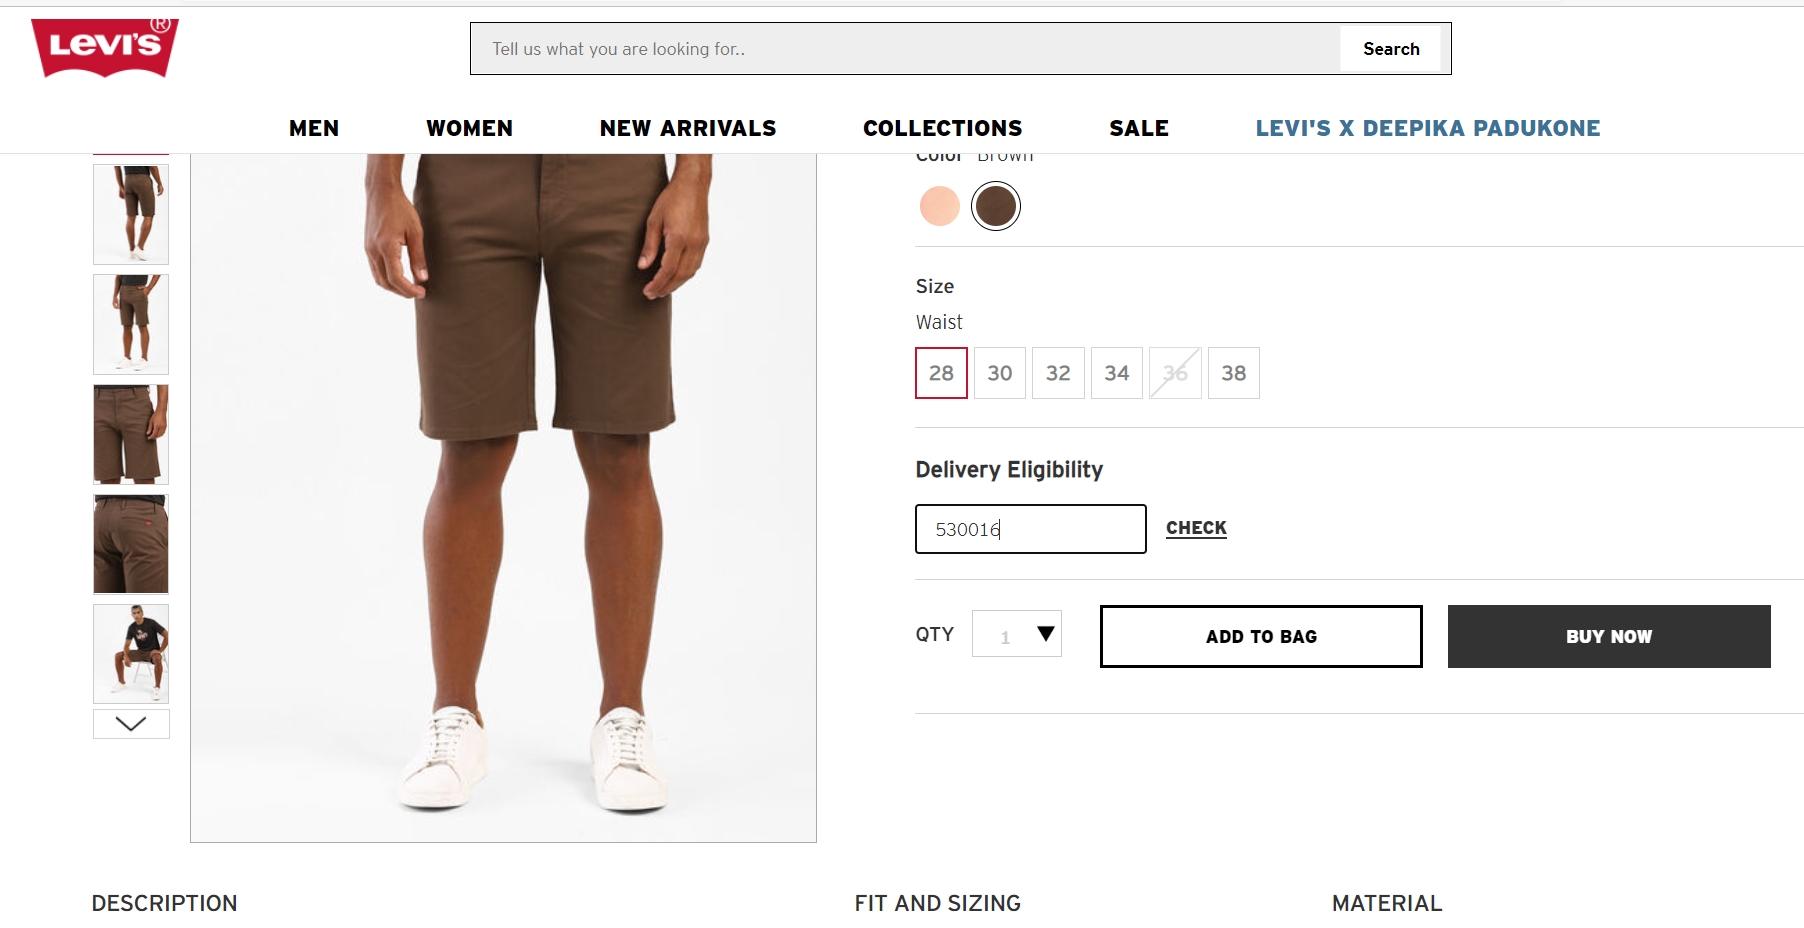 LEVI'S ®
Tell us what you are looking for..
Search
MEN WOMEN NEW ARRIVALS COLLECTIONS SALE LEVI'S X DEEPIKA PADUKONE
Color Brown
Size
Waist
28 30 32 34 36 38
Delivery Eligibility
530016 CHECK
QTY 1 ADD TO BAG BUY NOW
DESCRIPTION FIT AND SIZING MATERIAL